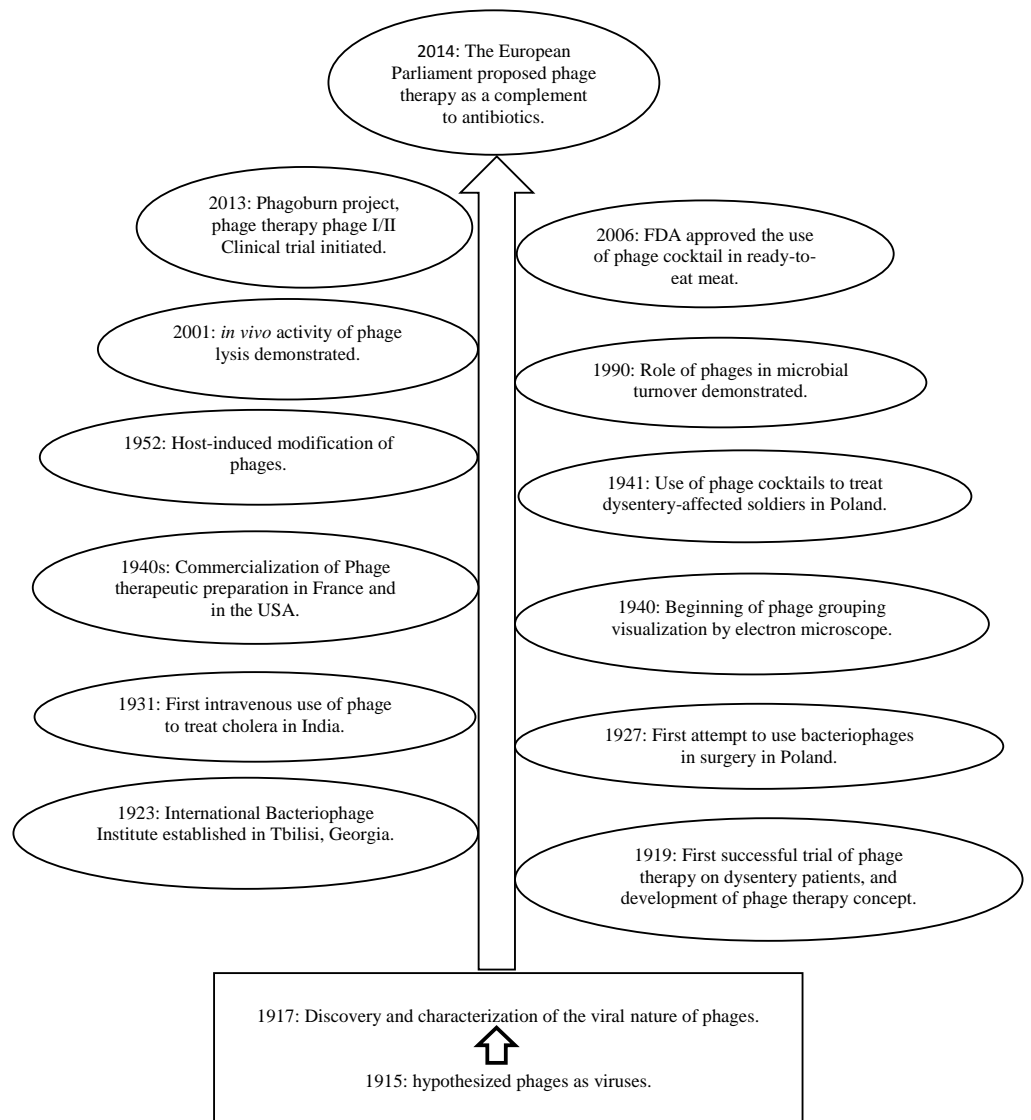 2014: The European
Parliament proposed phage
therapy as a complement
to antibiotics.
2013: Phagoburn project,
phage therapy phage I/II
Clinical trial initiated.
2006: FDA approved the use
of phage cocktail in ready-to-
eat meat.
2001: in vivo activity of phage
lysis demonstrated.
1990: Role of phages in microbial
turnover demonstrated.
1952: Host-induced modification of
phages.
1941: Use of phage cocktails to treat
dysentery-affected soldiers in Poland.
1940s: Commercialization of Phage
therapeutic preparation in France and
in the USA.
1940: Beginning of phage grouping
visualization by electron microscope.
1931: First intravenous use of phage
to treat cholera in India.
1927: First attempt to use bacteriophages
in surgery in Poland.
1923: International Bacteriophage
Institute established in Tbilisi, Georgia.
1919: First successful trial of phage
therapy on dysentery patients, and
development of phage therapy concept.
1917: Discovery and characterization of the viral nature of phages.
1915: hypothesized phages as viruses.